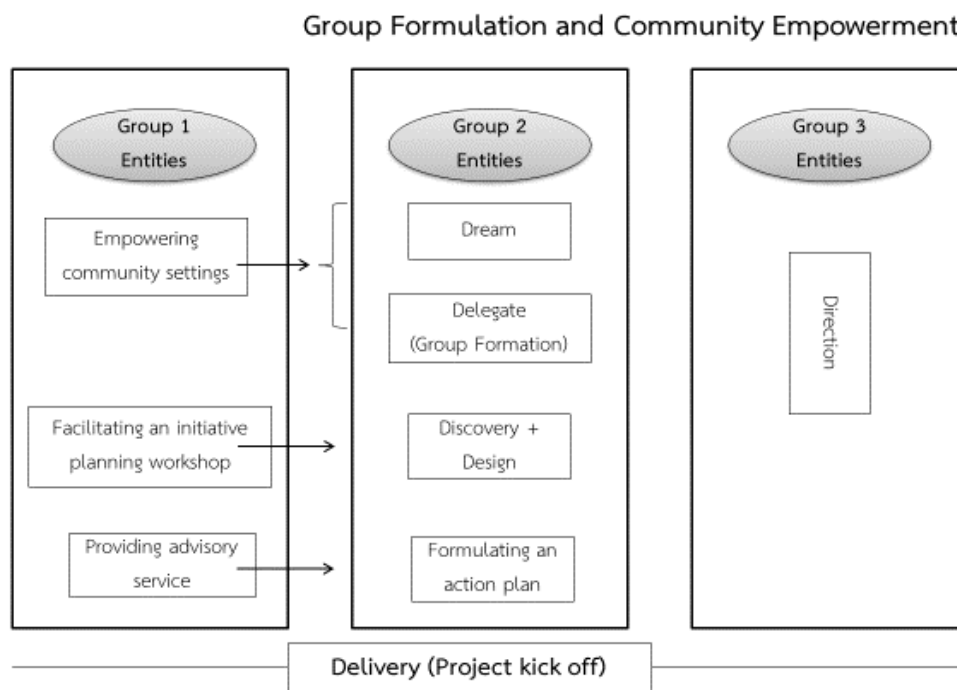 Group Formulation and Community Empowerment
Group 1
Entities
Empowering
community settings
Facilitating an initiative
planning workshop
Providing advisory
service
Group 2
Entities
Dream
Delegate
(Group Formation)
Discovery +
Design
Formulating an
action plan
Group 3
Entities
Direction
Delivery (Project kick off)